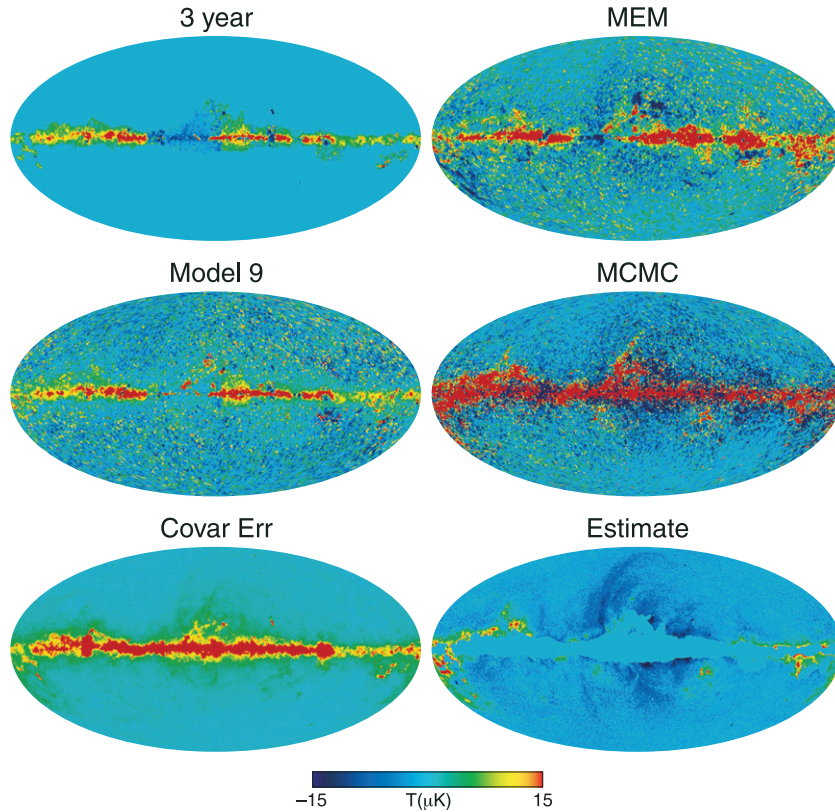 3 year
MEM
Model 9
MCMC
Covar Err
Estimate
−15
T(μK)
15